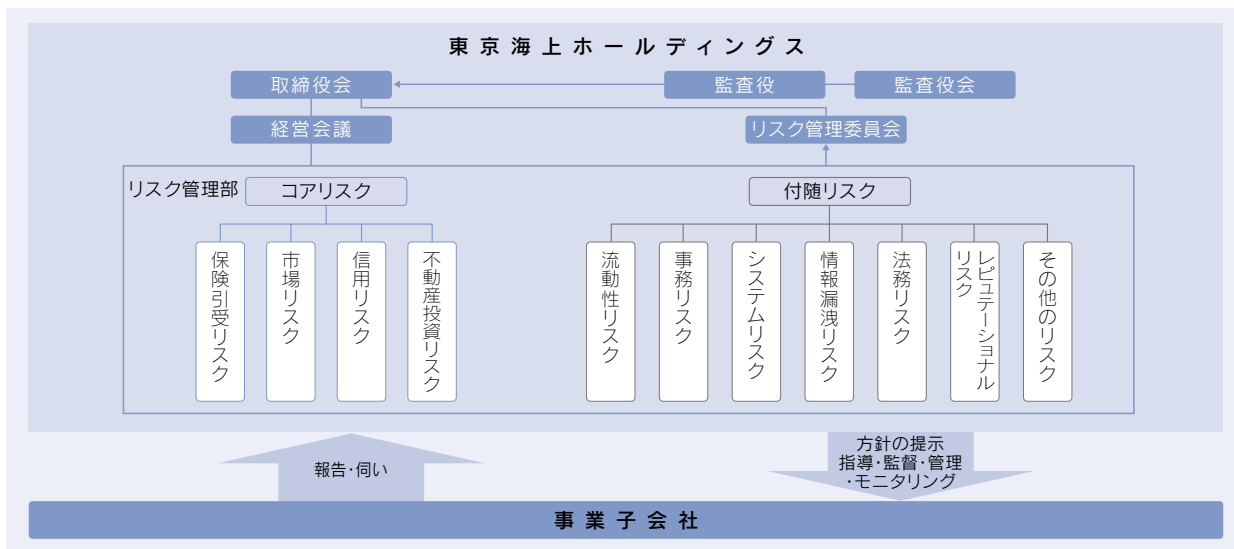 東京海上ホールディングス
取締役会
監査役
監査役会
経営会議
リスク管理委員会
リスク管理部
コアリスク
付随リスク
保険引受リスク
市場リスク
信用リスク
不動産投資リスク
流動性リスク
事務リスク
システムリスク
情報漏洩リスク
法務リスク
レピュテーショナル
リスク
その他のリスク
報告・伺い
方針の提示
指導・監督・管理
・モニタリング
事業子会社